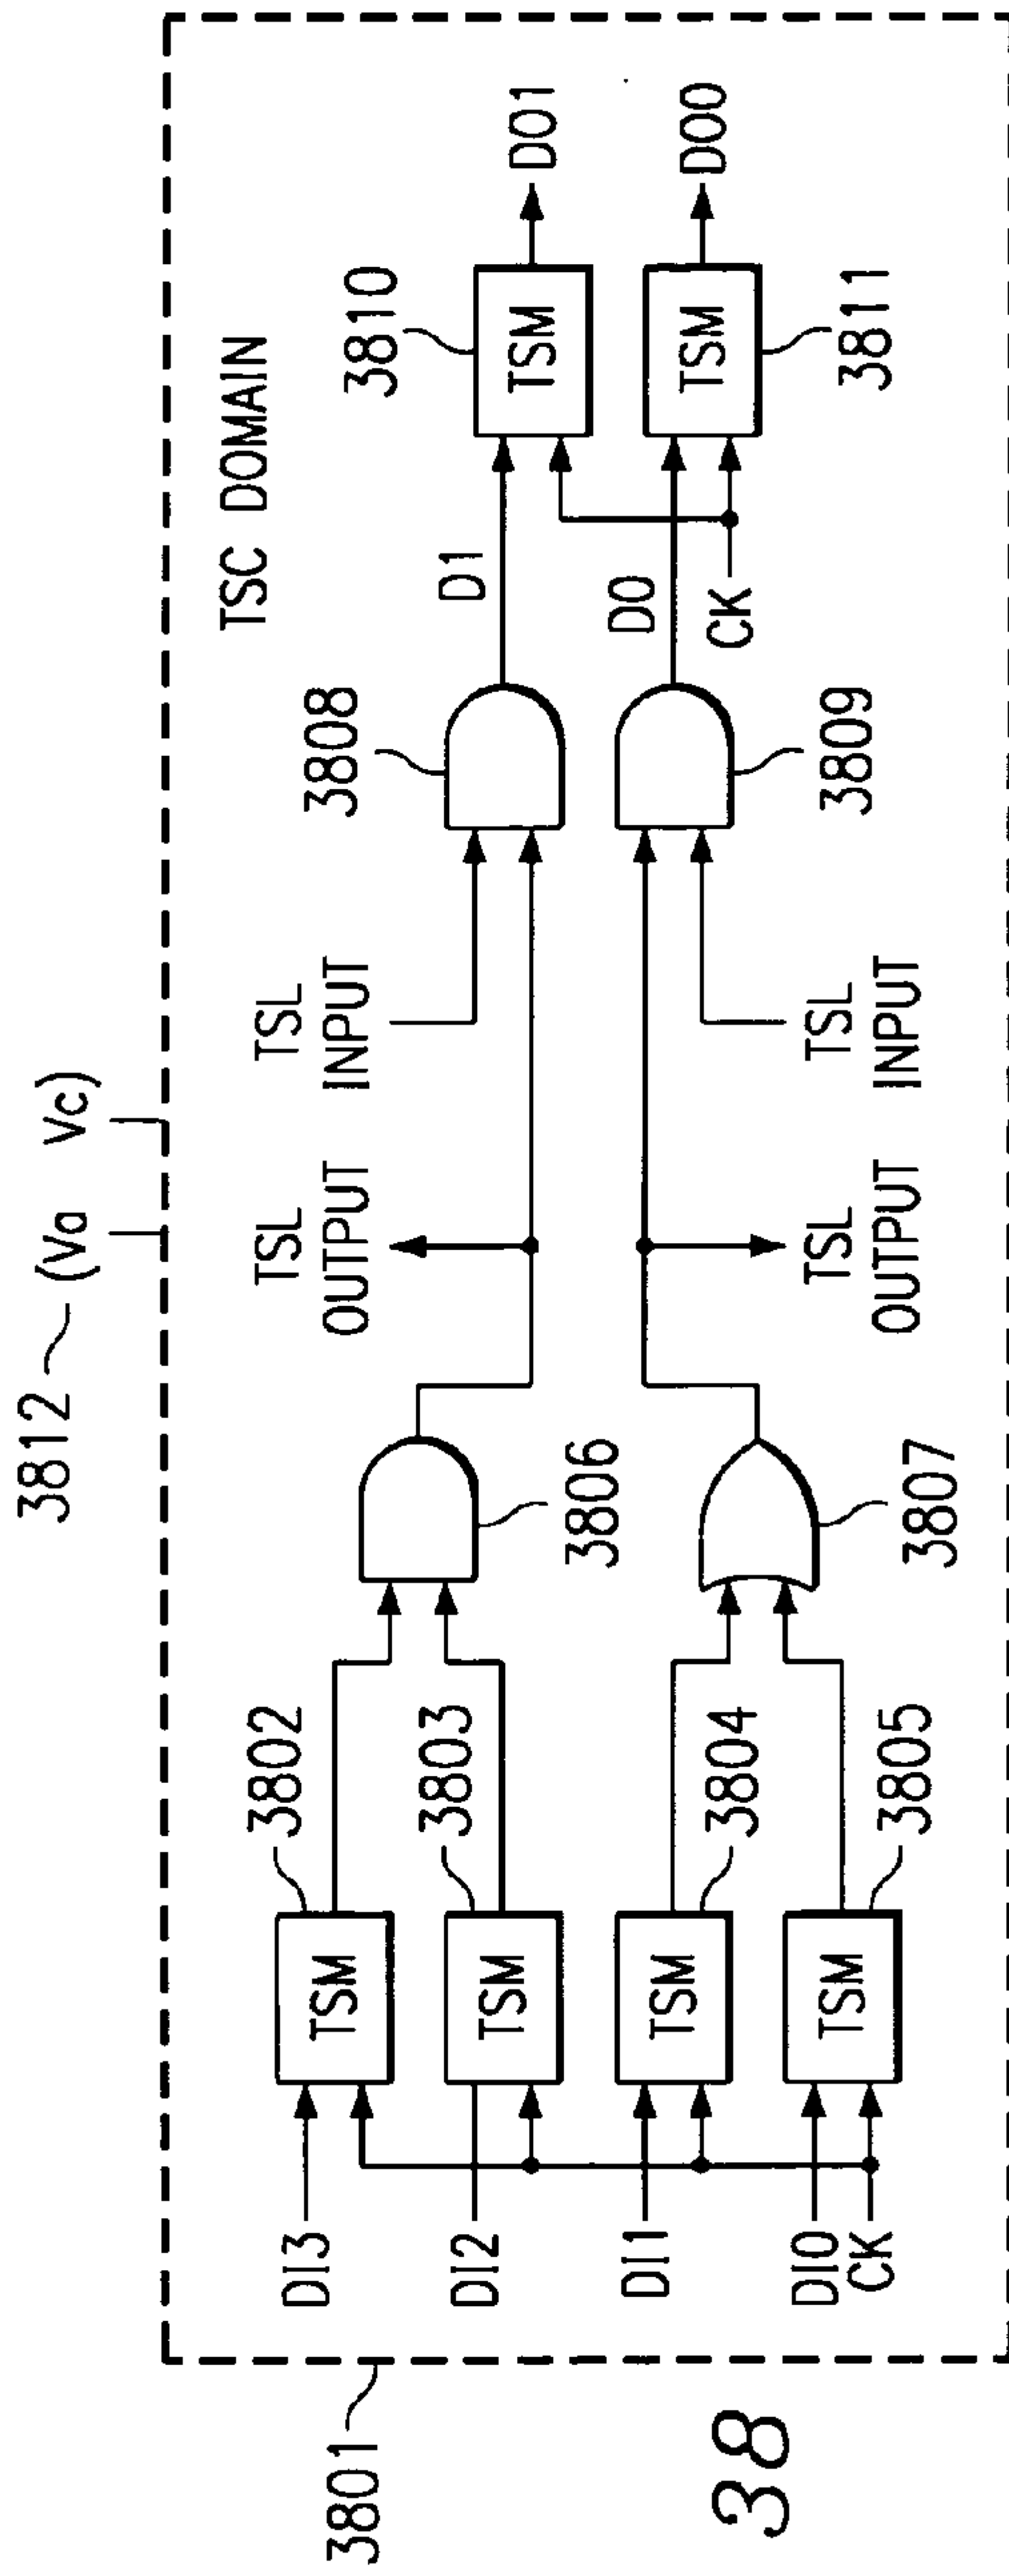 3812 (Va Vc)
TSC DOMAIN
3801
DI3
TSM
3802
DI2
TSM
3803
DI1
TSM
3804
DI0
CK
TSM
3805
3806
3807
TSL
OUTPUT
TSL
OUTPUT
TSL
INPUT
TSL
INPUT
3808
3809
D1
D0
CK
3810
TSM
DO1
TSM
3811
DO0
38